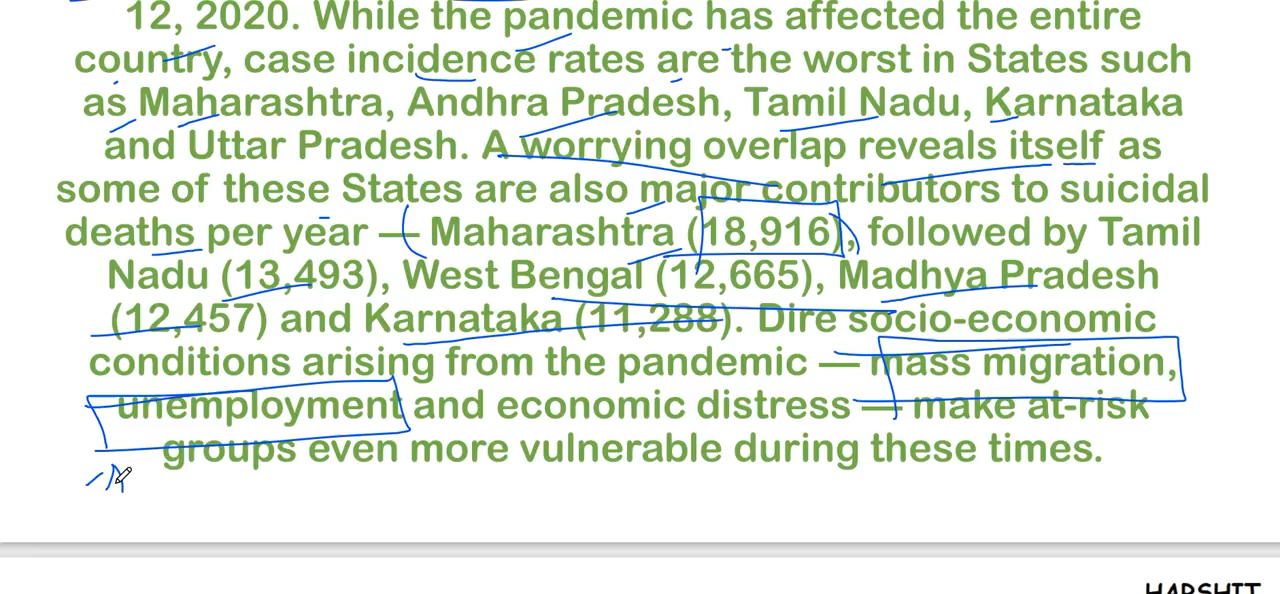 12, 2020. While the pandemic has affected the entire
country, case incidence rates are the worst in States such
as Maharashtra, Andhra Pradesh, Tamil Nadu, Karnataka
and Uttar Pradesh. A worrying overlap reveals itself as
some of these States are also major contributors to suicidal
deaths per year — Maharashtra (18,916), followed by Tamil
Nadu (13,493), West Bengal (12,665), Madhya Pradesh
(12,457) and Karnataka (11,288). Dire socio-economic
conditions arising from the pandemic — mass migration,
unemployment and economic distress — make at-risk
groups even more vulnerable during these times.
HARSHIT